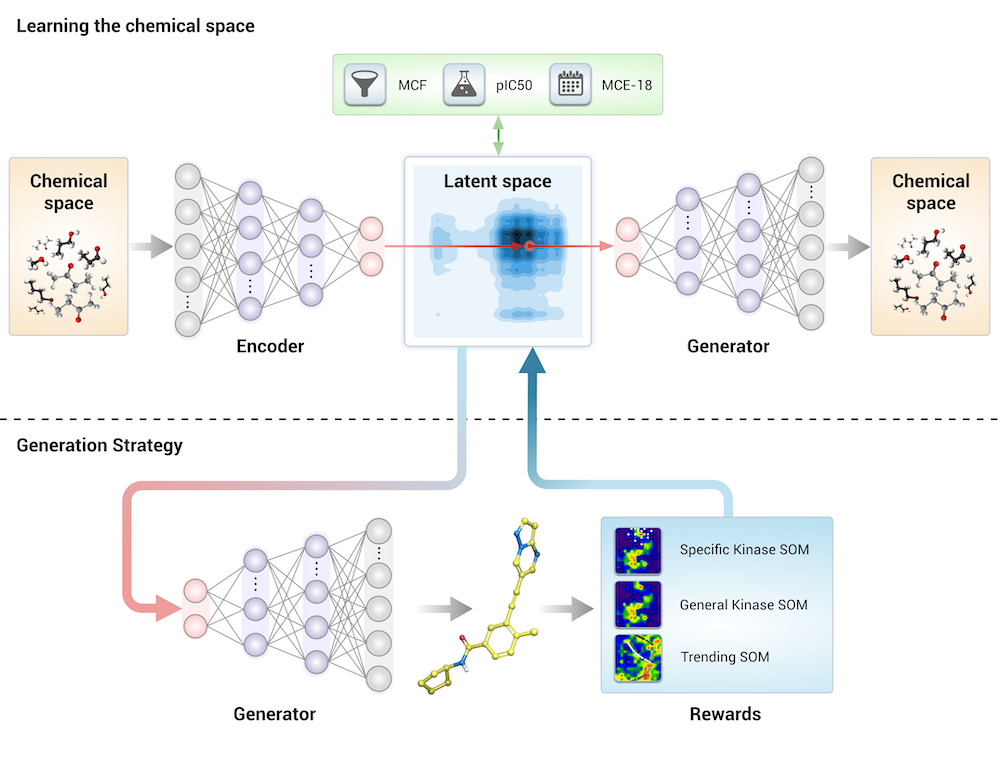 Learning the chemical space
MCF
pIC50
MCE-18
Chemical
space
Latent space
Chemical
space
Encoder
Generator
Generation Strategy
Specific Kinase SOM
General Kinase SOM
Trending SOM
Generator
Rewards